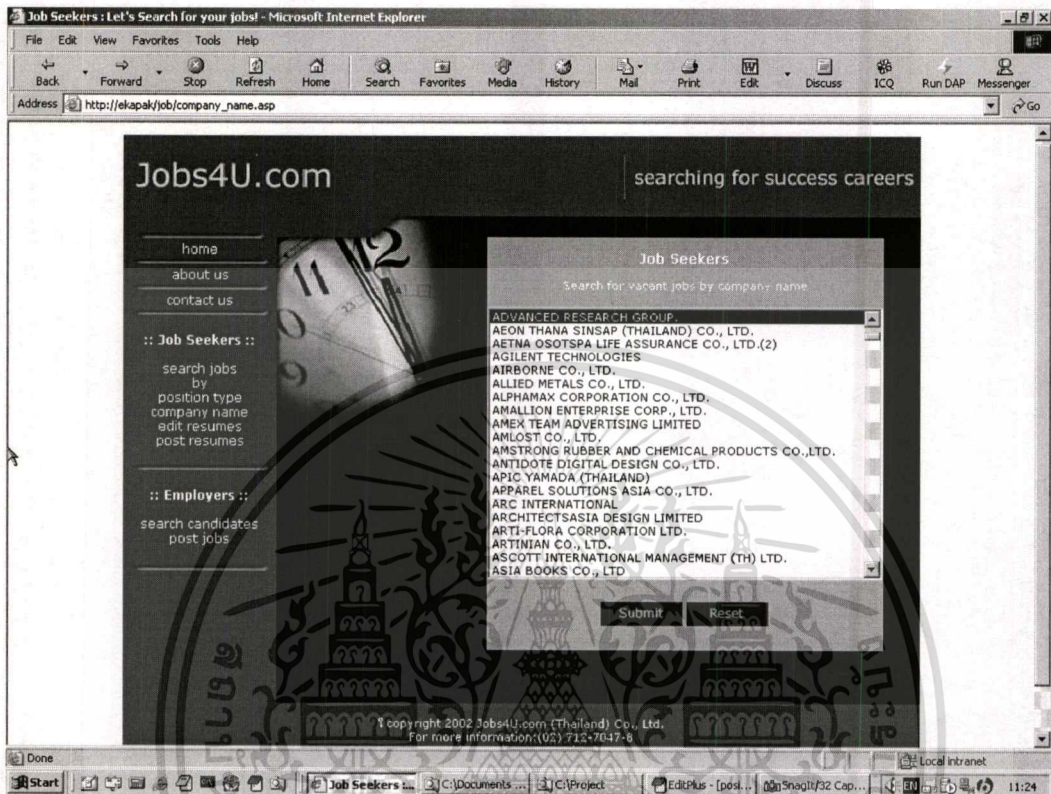 Job Seekers : Let's Search for your jobs! - Microsoft Internet Explorer
File Edit View Favorites Tools Help
Back Forward Stop Refresh Home Search Favorites Media History Mail Print Edit Discuss ICQ Run DAP Messenger
Address http://ekapak/job/company_name.asp Go
Jobs4U.com
searching for success careers
home
about us
contact us
:: Job Seekers ::
search jobs
by
position type
company name
edit resumes
post resumes
:: Employers ::
search candidates
post jobs
11 12
10
9
Job Seekers
Search for vacant jobs by company name
ADVANCED RESEARCH GROUP.
AEON THANA SINSAP (THAILAND) CO., LTD.
AETNA OSOTSPA LIFE ASSURANCE CO., LTD.(2)
AGILENT TECHNOLOGIES
AIRBORNE CO., LTD.
ALLIED METALS CO., LTD.
ALPHAMAX CORPORATION CO., LTD.
AMALLION ENTERPRISE CORP., LTD.
AMEX TEAM ADVERTISING LIMITED
AMLOST CO., LTD.
AMSTRONG RUBBER AND CHEMICAL PRODUCTS CO.,LTD.
ANTIDOTE DIGITAL DESIGN CO., LTD.
APIC YAMADA (THAILAND)
APPAREL SOLUTIONS ASIA CO., LTD.
ARC INTERNATIONAL
ARCHITECTSASIA DESIGN LIMITED
ARTI-FLORA CORPORATION LTD.
ARTINIAN CO., LTD.
ASCOTT INTERNATIONAL MANAGEMENT (TH) LTD.
ASIA BOOKS CO., LTD
Submit Reset
copyright 2002 Jobs4U.com (Thailand) Co., Ltd.
For more information:(02) 712-7047-8
Done Local intranet
Start Job Seekers :... C:\Documents ... C:\Project EditPlus - [posi... SnagIt/32 Cap... EN 11:24